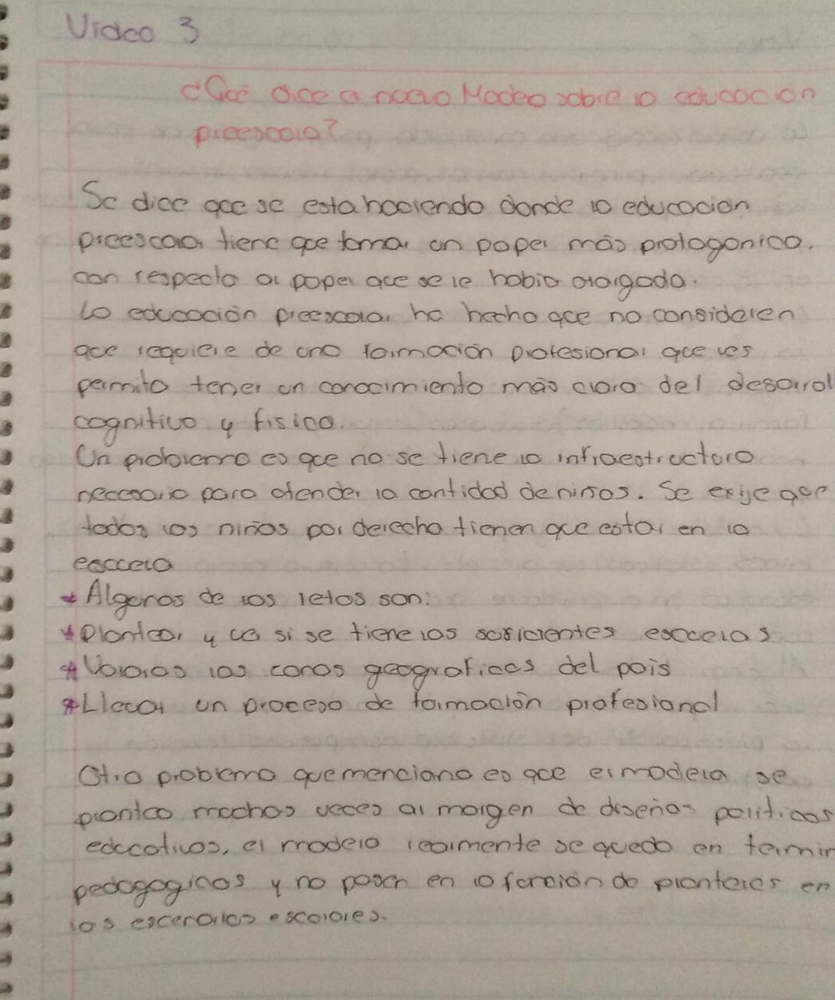 Video 3
¿Qué dice el nuevo Modelo sobre la educación
preescolar?
Se dice que se esta haciendo donde la educación
preescolar tiene que tomar un papel más protagonico.
con respecto al papel que se le habia otorgado.
La educación preescolar ha hecho que no consideren
que requiere de una formación profesional que les
permita tener un conocimiento más claro del desarrol
cognitivo y fisico.
Un problema es que no se tiene la infraestructura
necesaria para atender la cantidad de niños. Se exije que
todos los niños por derecho tienen que estar en la
escuela
* Algunos de los retos son:
* Plantear y ver si se tiene las suficientes escuelas
* Valorar las zonas geograficas del país
* Llevar un proceso de formación profesional
Otro problema que menciona es que el modelo se
plantea muchas veces al margen de diseños politicos
educativos, el modelo realmente se queda en termin
pedagogicos y no pasan en la función de planteles en
los escenarios escolares.